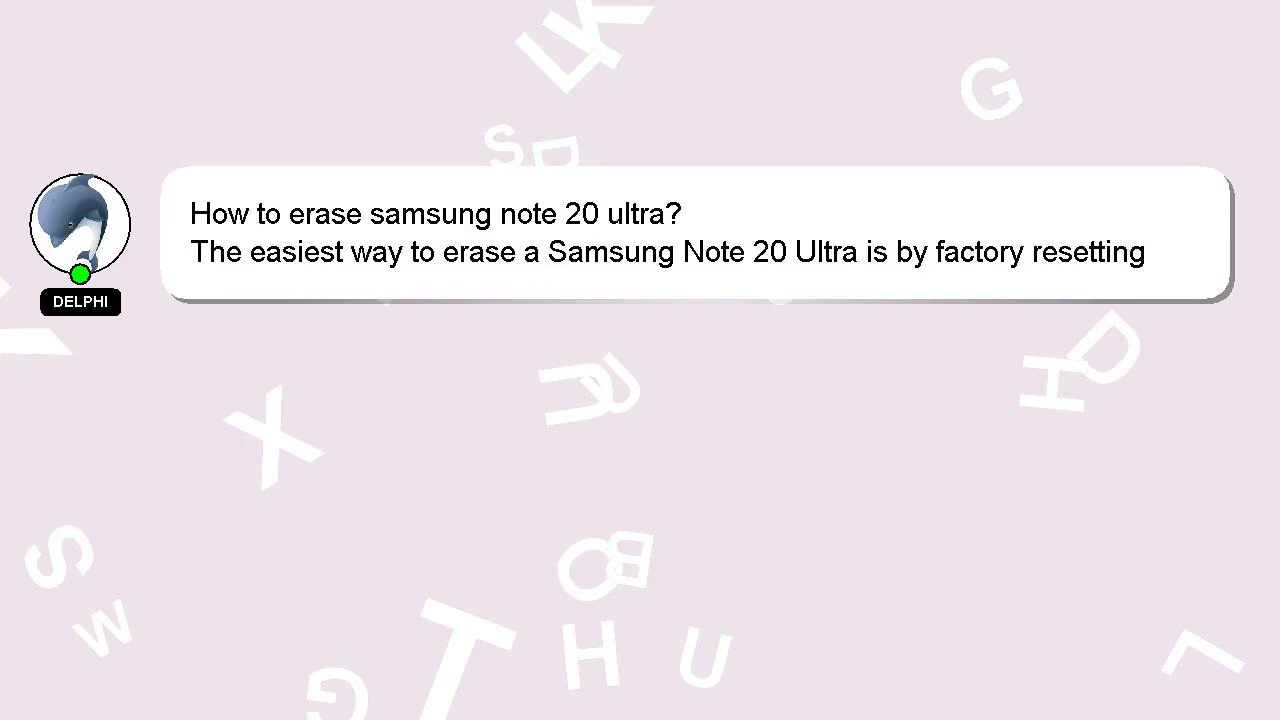 How to erase samsung note 20 ultra?
The easiest way to erase a Samsung Note 20 Ultra is by factory resetting
DELPHI
L
K
G
S
D
D
H
U
U
X
S
W
C
B
T
H
U
G
L